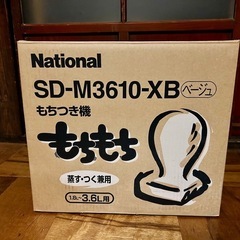 National
SD-M3610-XB ベージュ
もちつき機
もちもち
蒸す・つく兼用
1.8L~3.6L用